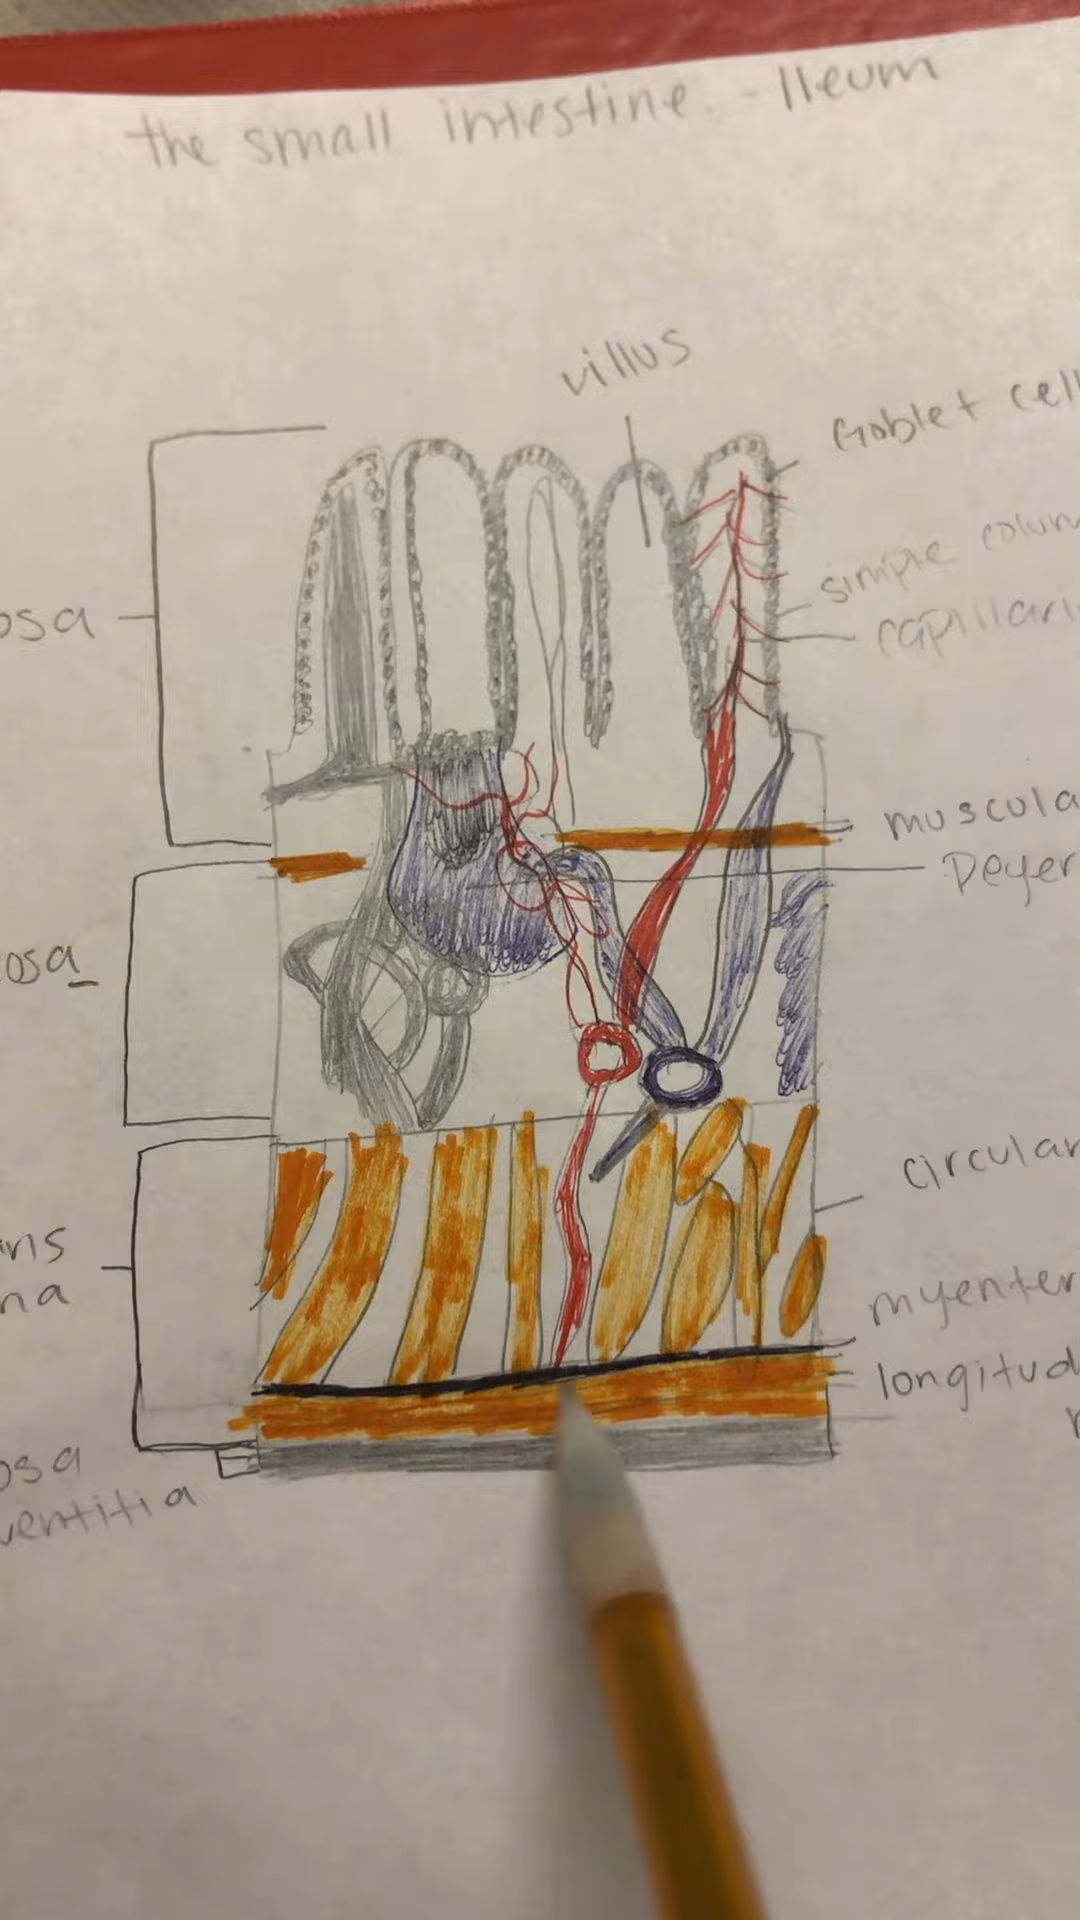 the small intestine. - Ileum
villus
Goblet cell
simple colum
capillari
osa
muscula
Peyer
osa
circular
ns
na
myenter
longitud
osa
ventitia